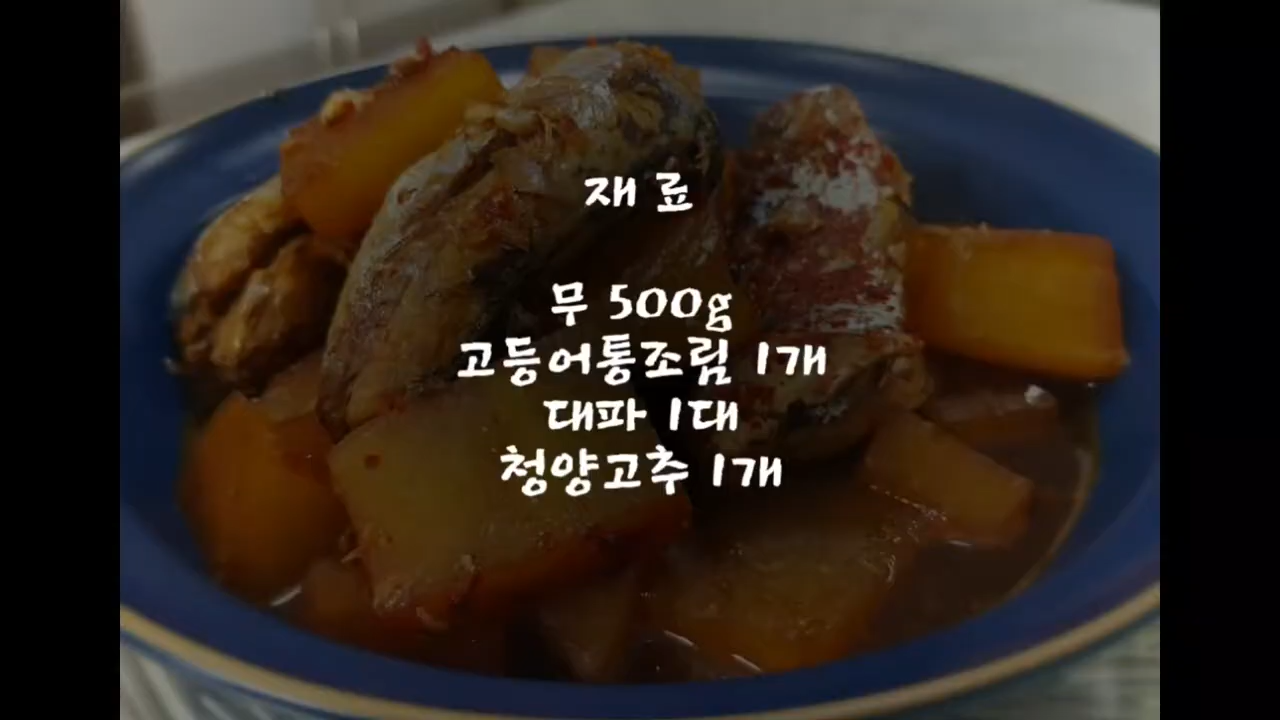 재 료
무 500g
고등어통조림 1개
대파 1대
청양고추 1개